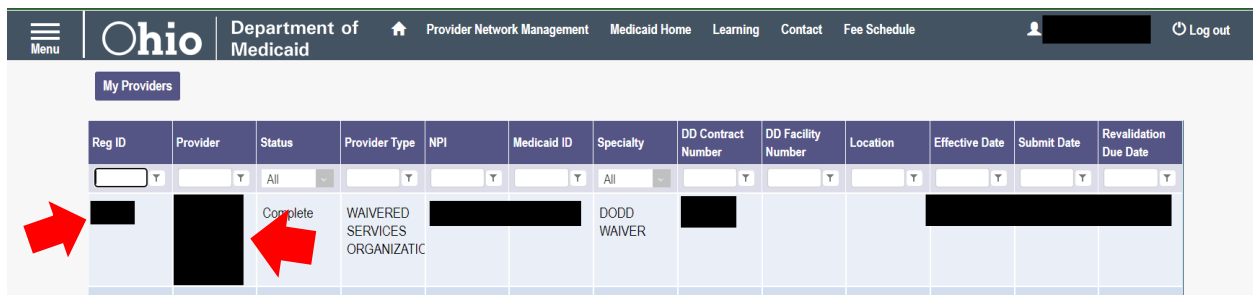 Menu
Ohio
Department of
Medicaid
Provider Network Management
Medicaid Home
Learning
Contact
Fee Schedule
Log out
My Providers
Reg ID
Provider
Status
Provider Type
NPI
Medicaid ID
Specialty
DD Contract
Number
DD Facility
Number
Location
Effective Date
Submit Date
Revalidation
Due Date
All
All
Complete
WAIVERED
SERVICES
ORGANIZATIC
DODD
WAIVER